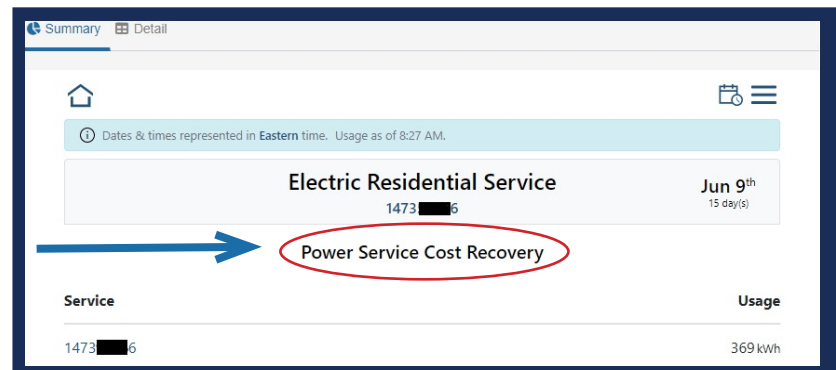 Summary Detail
Dates & times represented in Eastern time. Usage as of 8:27 AM.
Electric Residential Service
1473 6
Jun 9th
15 day(s)
Power Service Cost Recovery
Service Usage
1473 6 369 kWh